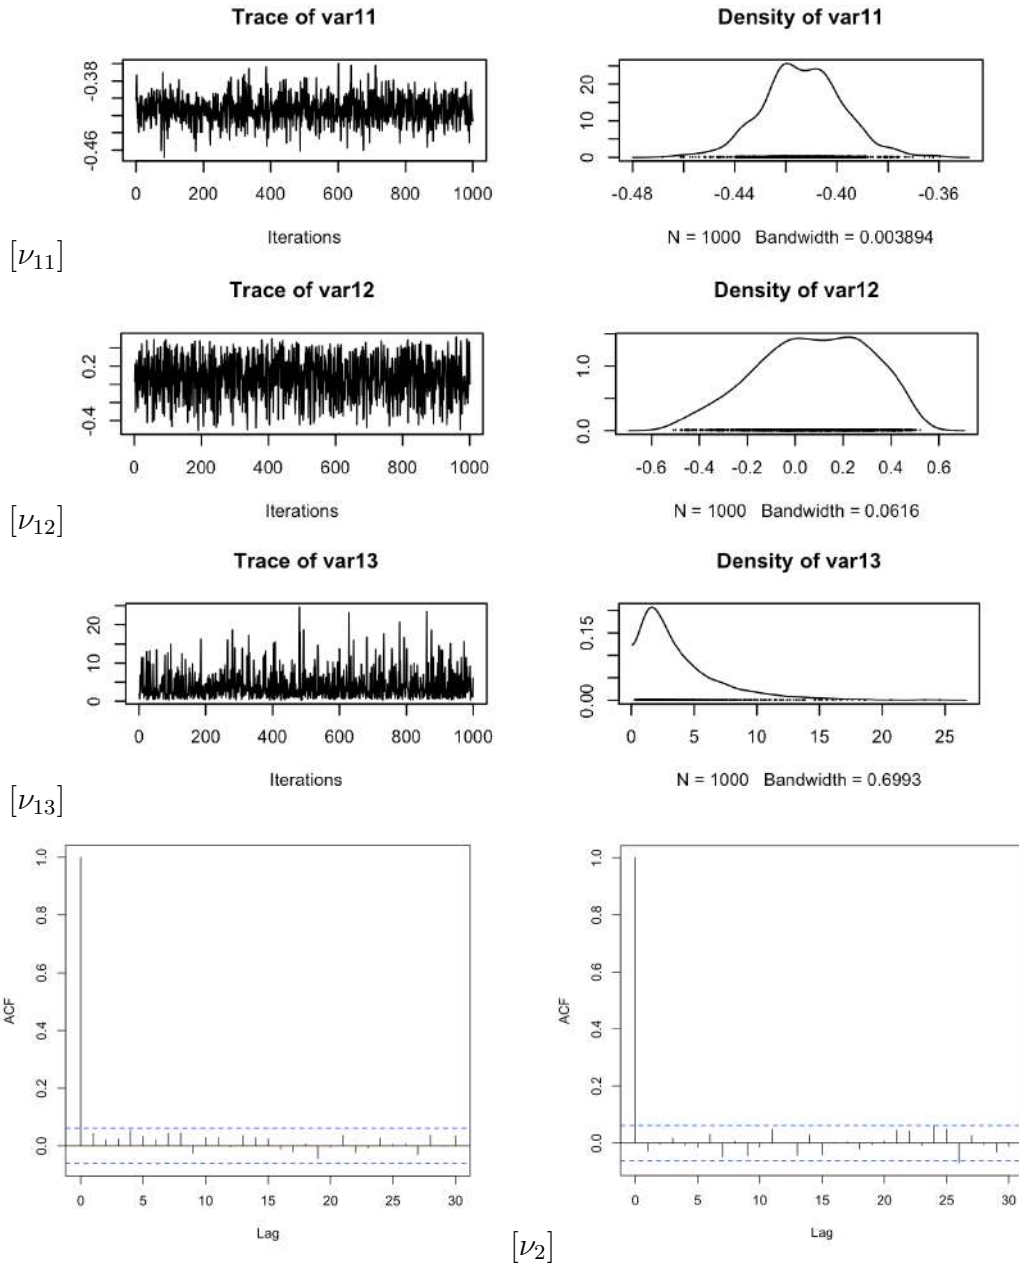 Trace of var11
Density of var11
-0.38
-0.46
0 200 400 600 800 1000
Iterations
20
10
0
-0.48 -0.44 -0.40 -0.36
N = 1000 Bandwidth = 0.003894
[ν11]
Trace of var12
Density of var12
0.2
-0.4
0 200 400 600 800 1000
Iterations
1.0
0.0
-0.6 -0.4 -0.2 0.0 0.2 0.4 0.6
N = 1000 Bandwidth = 0.0616
[ν12]
Trace of var13
Density of var13
20
10
0
0 200 400 600 800 1000
Iterations
0.15
0.00
0 5 10 15 20 25
N = 1000 Bandwidth = 0.6993
[ν13]
1.0
0.8
0.6
0.4
0.2
0.0
ACF
0 5 10 15 20 25 30
Lag
1.0
0.8
0.6
0.4
0.2
0.0
ACF
0 5 10 15 20 25 30
Lag
[ν2]